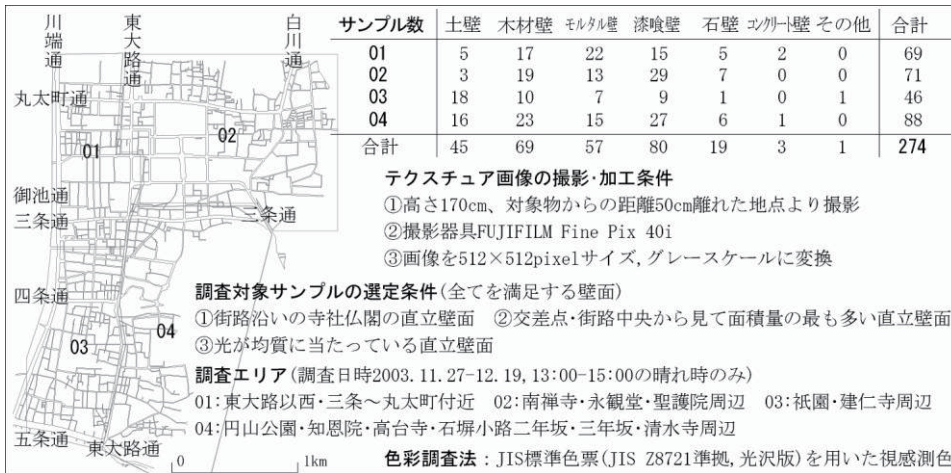 川端通 東大路通 白川通
丸太町通
御池通
三条通
三条通
四条通
五条通
東大路通
01
02
03
04
0 1km
サンプル数 土壁 木材壁 モルタル壁 漆喰壁 石壁 コンクリート壁 その他 合計
01 5 17 22 15 5 2 0 69
02 3 19 13 29 7 0 0 71
03 18 10 7 9 1 0 1 46
04 16 23 15 27 6 1 0 88
合計 45 69 57 80 19 3 1 274
テクスチュア画像の撮影・加工条件
①高さ170cm、対象物からの距離50cm離れた地点より撮影
②撮影器具FUJIFILM Fine Pix 40i
③画像を512×512pixelサイズ,グレースケールに変換
調査対象サンプルの選定条件(全てを満足する壁面)
①街路沿いの寺社仏閣の直立壁面 ②交差点・街路中央から見て面積量の最も多い直立壁面
③光が均質に当たっている直立壁面
調査エリア(調査日時2003.11.27-12.19,13:00-15:00の晴れ時のみ)
01:東大路以西・三条～丸太町付近 02:南禅寺・永観堂・聖護院周辺 03:祇園・建仁寺周辺
04:円山公園・知恩院・高台寺・石塀小路二年坂・三年坂・清水寺周辺
色彩調査法：JIS標準色票(JIS Z8721準拠,光沢版)を用いた視感測色